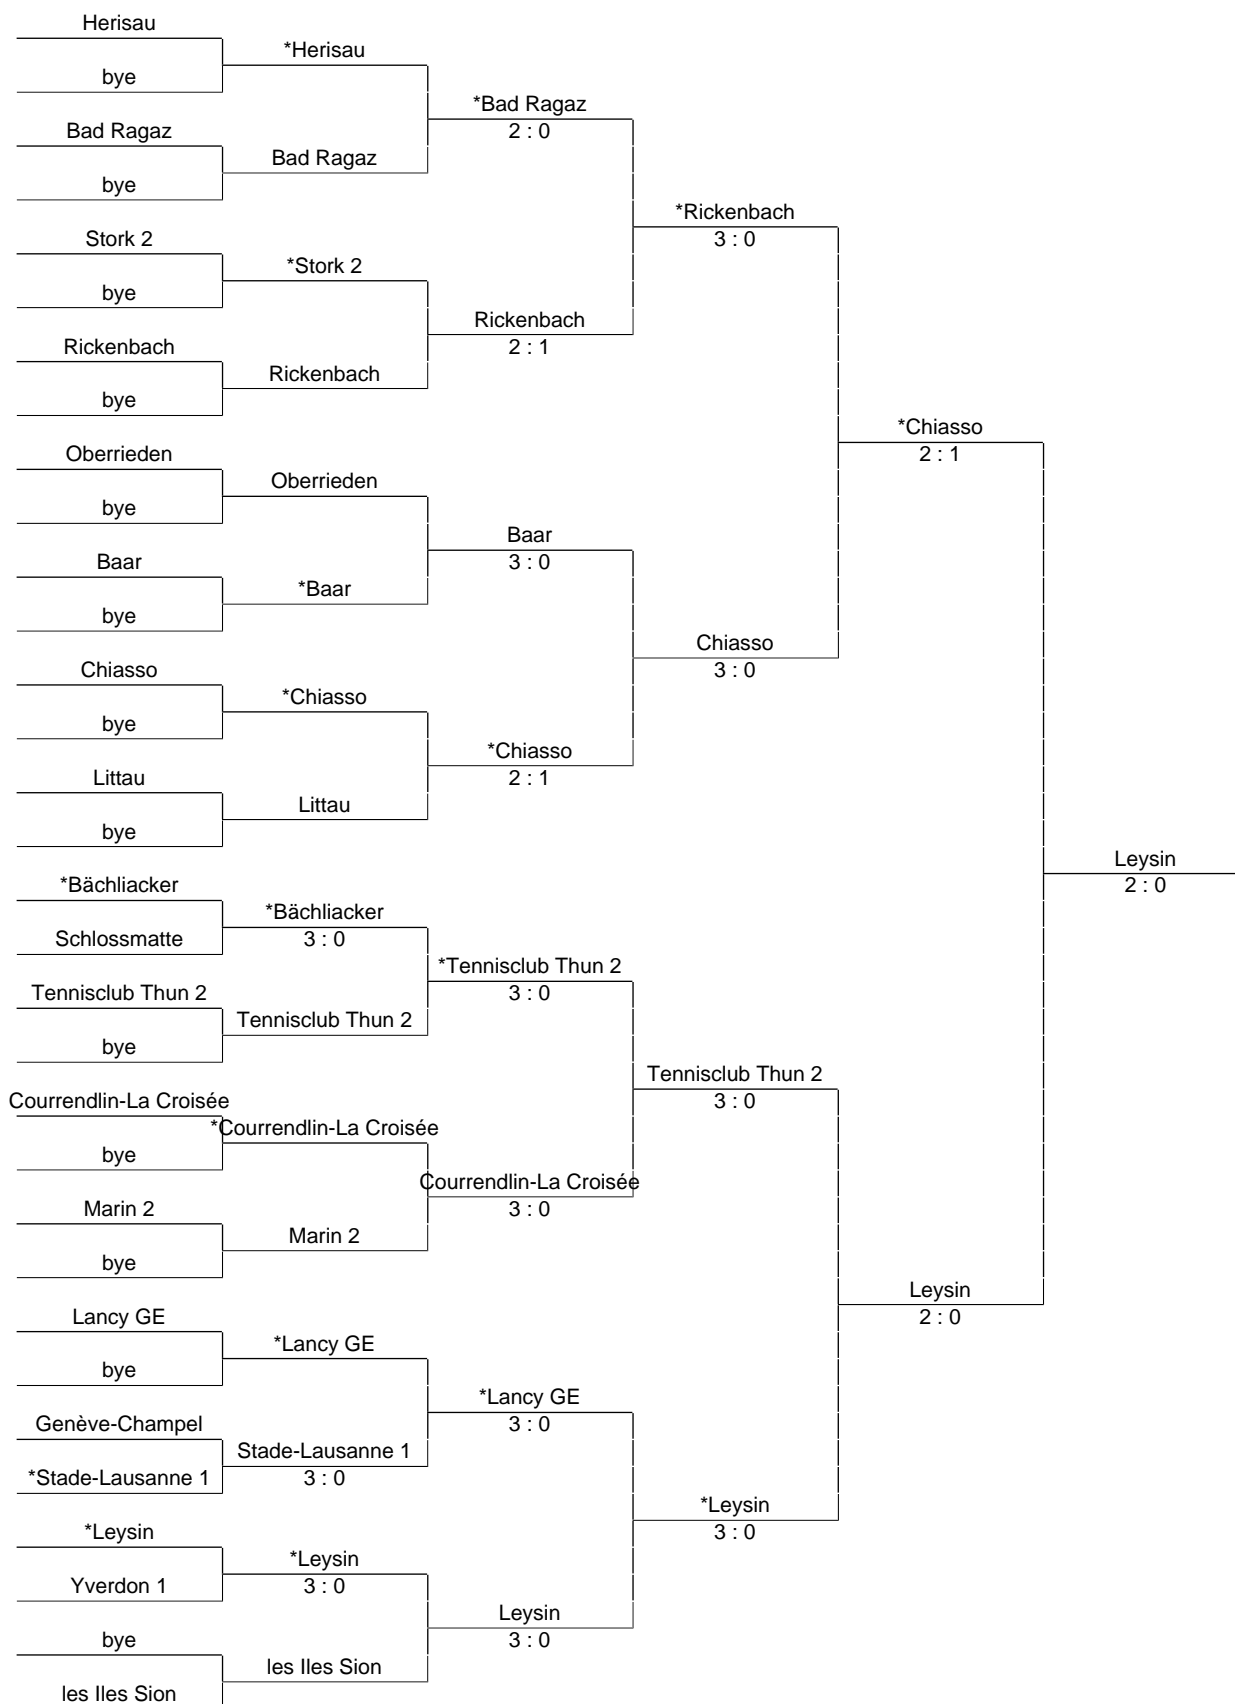 Herisau
*Herisau
bye
*Bad Ragaz
2 : 0
Bad Ragaz
Bad Ragaz
bye
*Rickenbach
3 : 0
Stork 2
*Stork 2
bye
Rickenbach
2 : 1
Rickenbach
Rickenbach
bye
*Chiasso
2 : 1
Oberrieden
Oberrieden
bye
Baar
3 : 0
Baar
*Baar
bye
Chiasso
3 : 0
Chiasso
*Chiasso
bye
*Chiasso
2 : 1
Littau
Littau
bye
Leysin
2 : 0
*Bächliacker
*Bächliacker
3 : 0
Schlossmatte
*Tennisclub Thun 2
3 : 0
Tennisclub Thun 2
Tennisclub Thun 2
bye
Tennisclub Thun 2
3 : 0
Courrendlin-La Croisée
*Courrendlin-La Croisée
bye
Courrendlin-La Croisée
3 : 0
Marin 2
Marin 2
bye
Leysin
2 : 0
Lancy GE
*Lancy GE
bye
*Lancy GE
3 : 0
Genève-Champel
Stade-Lausanne 1
3 : 0
*Stade-Lausanne 1
*Leysin
3 : 0
*Leysin
*Leysin
3 : 0
Yverdon 1
Leysin
3 : 0
bye
les Iles Sion
les Iles Sion